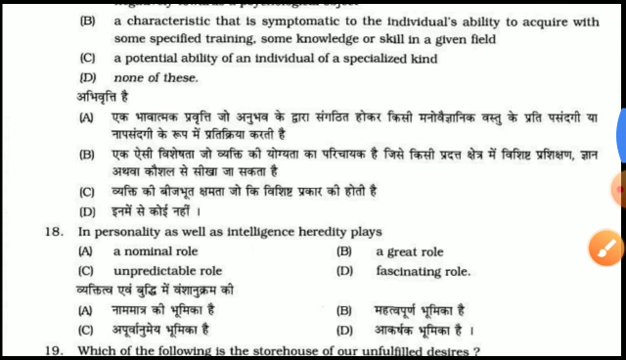 (B) a characteristic that is symptomatic to the individual's ability to acquire with
some specified training, some knowledge or skill in a given field
(C) a potential ability of an individual of a specialized kind
(D) none of these.
अभिवृत्ति है
(A) एक भावात्मक प्रवृत्ति जो अनुभव के द्वारा संगठित होकर किसी मनोवैज्ञानिक वस्तु के प्रति पसंदगी या
नापसंदगी के रूप में प्रतिक्रिया करती है
(B) एक ऐसी विशेषता जो व्यक्ति की योग्यता का परिचायक है जिसे किसी प्रदत्त क्षेत्र में विशिष्ट प्रशिक्षण, ज्ञान
अथवा कौशल से सीखा जा सकता है
(C) व्यक्ति की बीजभूत क्षमता जो कि विशिष्ट प्रकार की होती है
(D) इनमें से कोई नहीं ।
18. In personality as well as intelligence heredity plays
(A) a nominal role (B) a great role
(C) unpredictable role (D) fascinating role.
व्यक्तित्व एवं बुद्धि में वंशानुक्रम की
(A) नाममात्र की भूमिका है (B) महत्वपूर्ण भूमिका है
(C) अपूर्वानुमेय भूमिका है (D) आकर्षक भूमिका है ।
19. Which of the following is the storehouse of our unfulfilled desires ?